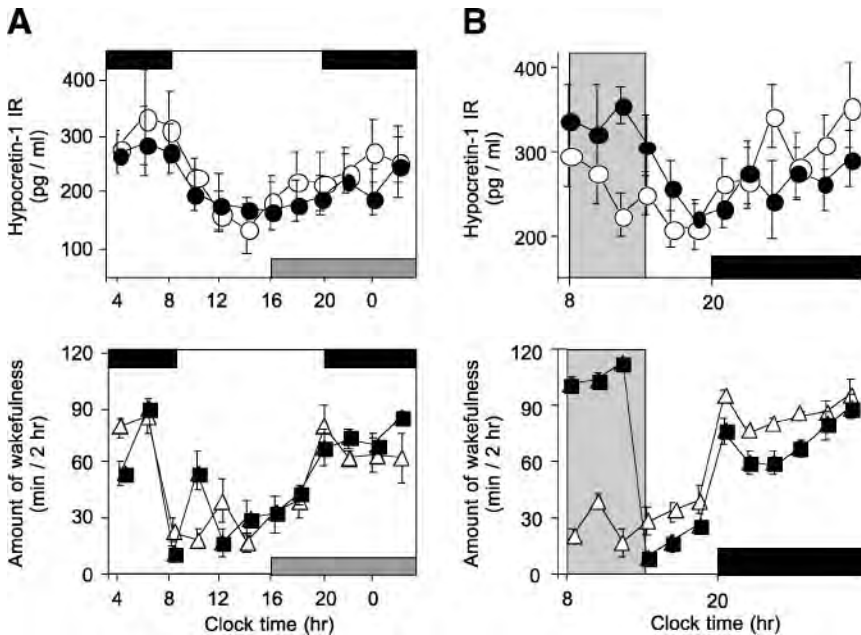 A
Hypocretin-1 IR
(pg / ml)
400
300
200
100
4
8
12
16
20
0
B
Hypocretin-1 IR
(pg / ml)
400
300
200
8
20
Amount of wakefulness
(min / 2 hr)
120
90
60
30
0
4
8
12
16
20
0
Clock time (hr)
Amount of wakefulness
(min / 2 hr)
120
90
60
30
0
8
20
Clock time (hr)